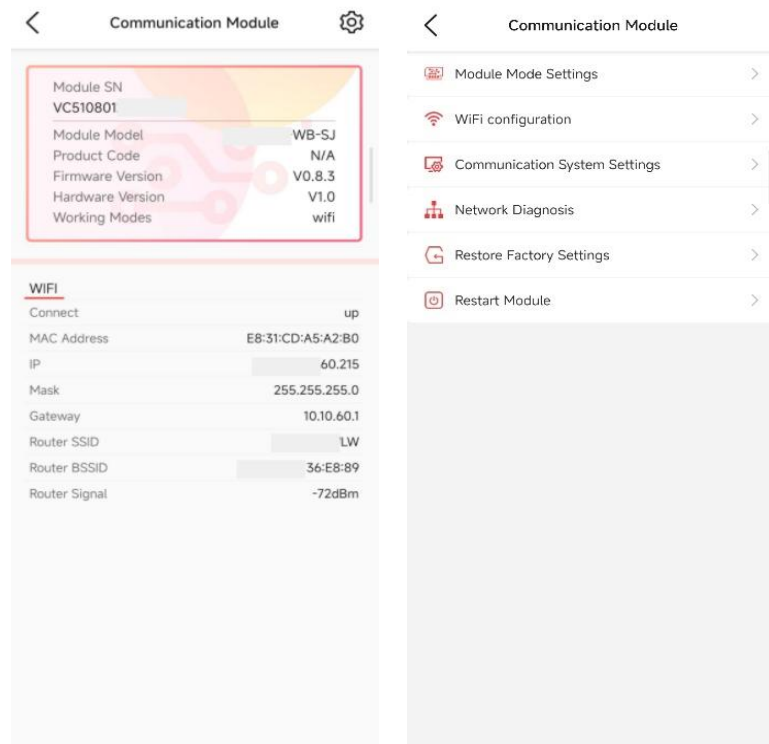 Communication Module
Module SN
VC510801
Module Model WB-SJ
Product Code N/A
Firmware Version V0.8.3
Hardware Version V1.0
Working Modes wifi
WIFI
Connect up
MAC Address E8:31:CD:A5:A2:B0
IP 60.215
Mask 255.255.255.0
Gateway 10.10.60.1
Router SSID LW
Router BSSID 36:E8:89
Router Signal -72dBm
Communication Module
Module Mode Settings
WiFi configuration
Communication System Settings
Network Diagnosis
Restore Factory Settings
Restart Module